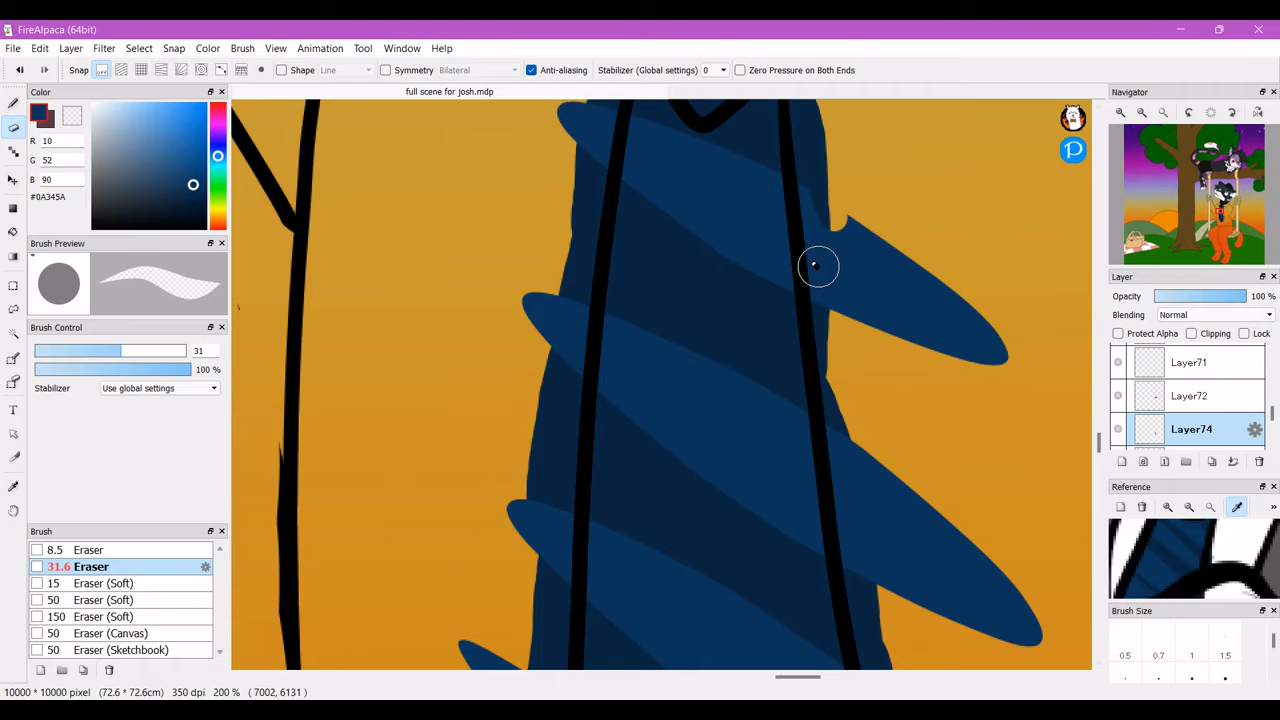 FireAlpaca (64bit)
File Edit Layer Filter Select Snap Color Brush View Animation Tool Window Help
Snap Shape Line Symmetry Bilateral Anti-aliasing Stabilizer (Global settings) 0 Zero Pressure on Both Ends
Color
full scene for josh.mdp
Navigator
R 10
G 52
B 90
#0A345A
Brush Preview
Brush Control
31
100 %
Stabilizer Use global settings
Layer
Opacity 100 %
Blending Normal
Protect Alpha Clipping Lock
Layer71
Layer72
Layer74
Reference
»
Brush
8.5 Eraser
31.6 Eraser
15 Eraser (Soft)
50 Eraser (Soft)
150 Eraser (Soft)
50 Eraser (Canvas)
50 Eraser (Sketchbook)
Brush Size
0.5 0.7 1 1.5
10000 * 10000 pixel (72.6 * 72.6cm) 350 dpi 200 % ( 7002, 6131 )